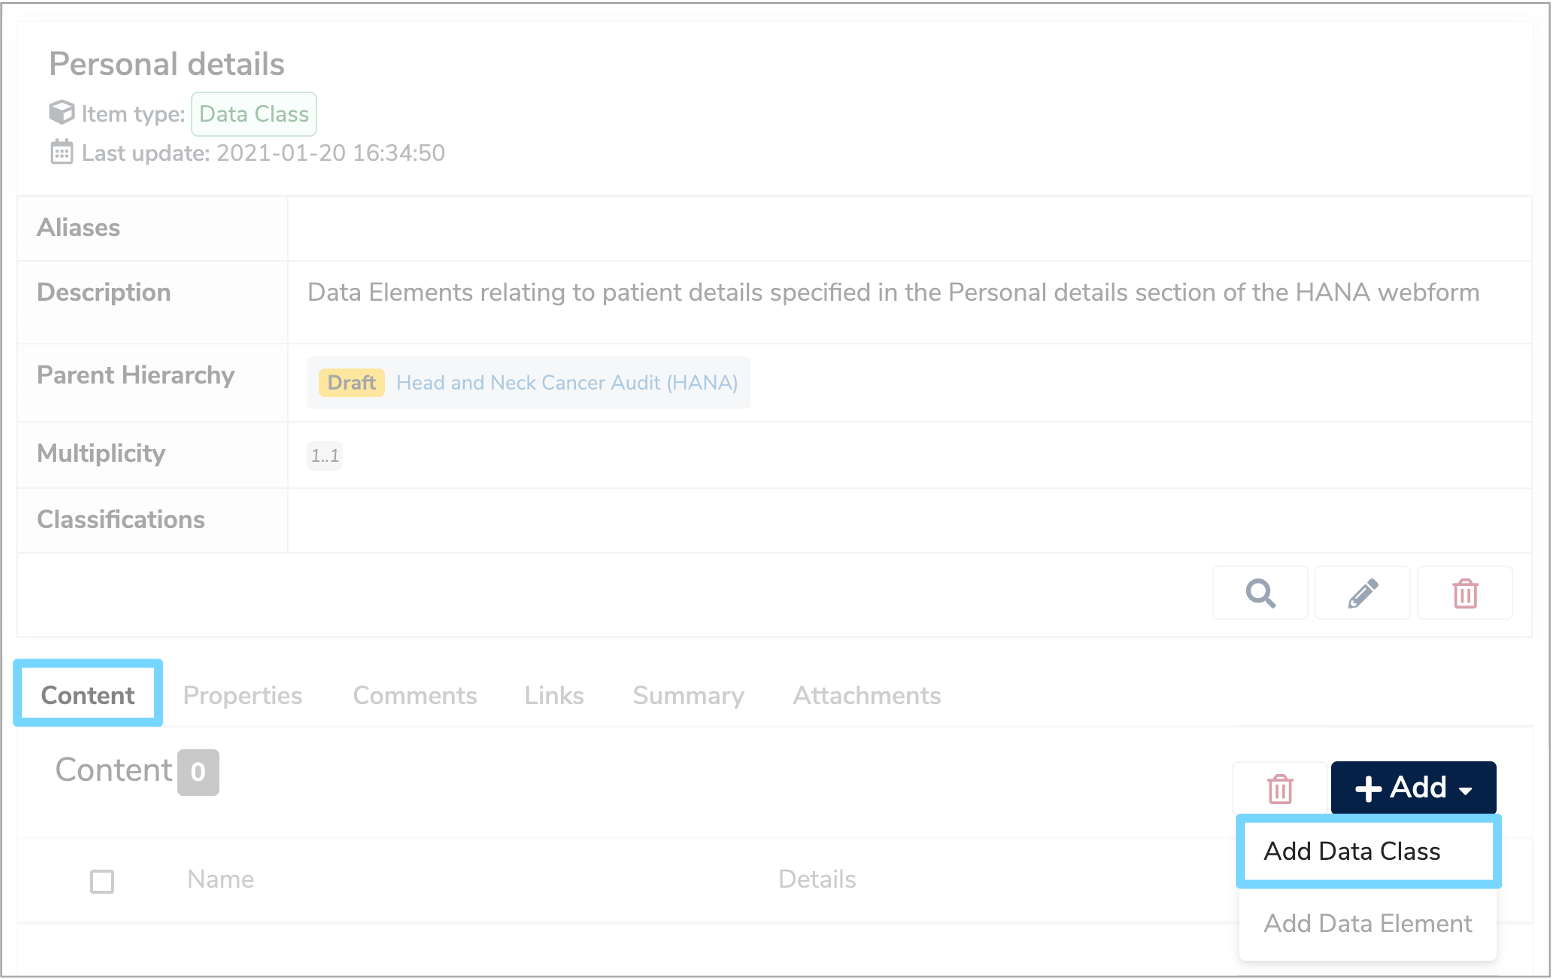 Personal details
Item type: Data Class
Last update: 2021-01-20 16:34:50
Aliases
Description Data Elements relating to patient details specified in the Personal details section of the HANA webform
Parent Hierarchy Draft Head and Neck Cancer Audit (HANA)
Multiplicity 1..1
Classifications
Content Properties Comments Links Summary Attachments
Content 0
+ Add
Add Data Class
Name Details
Add Data Element